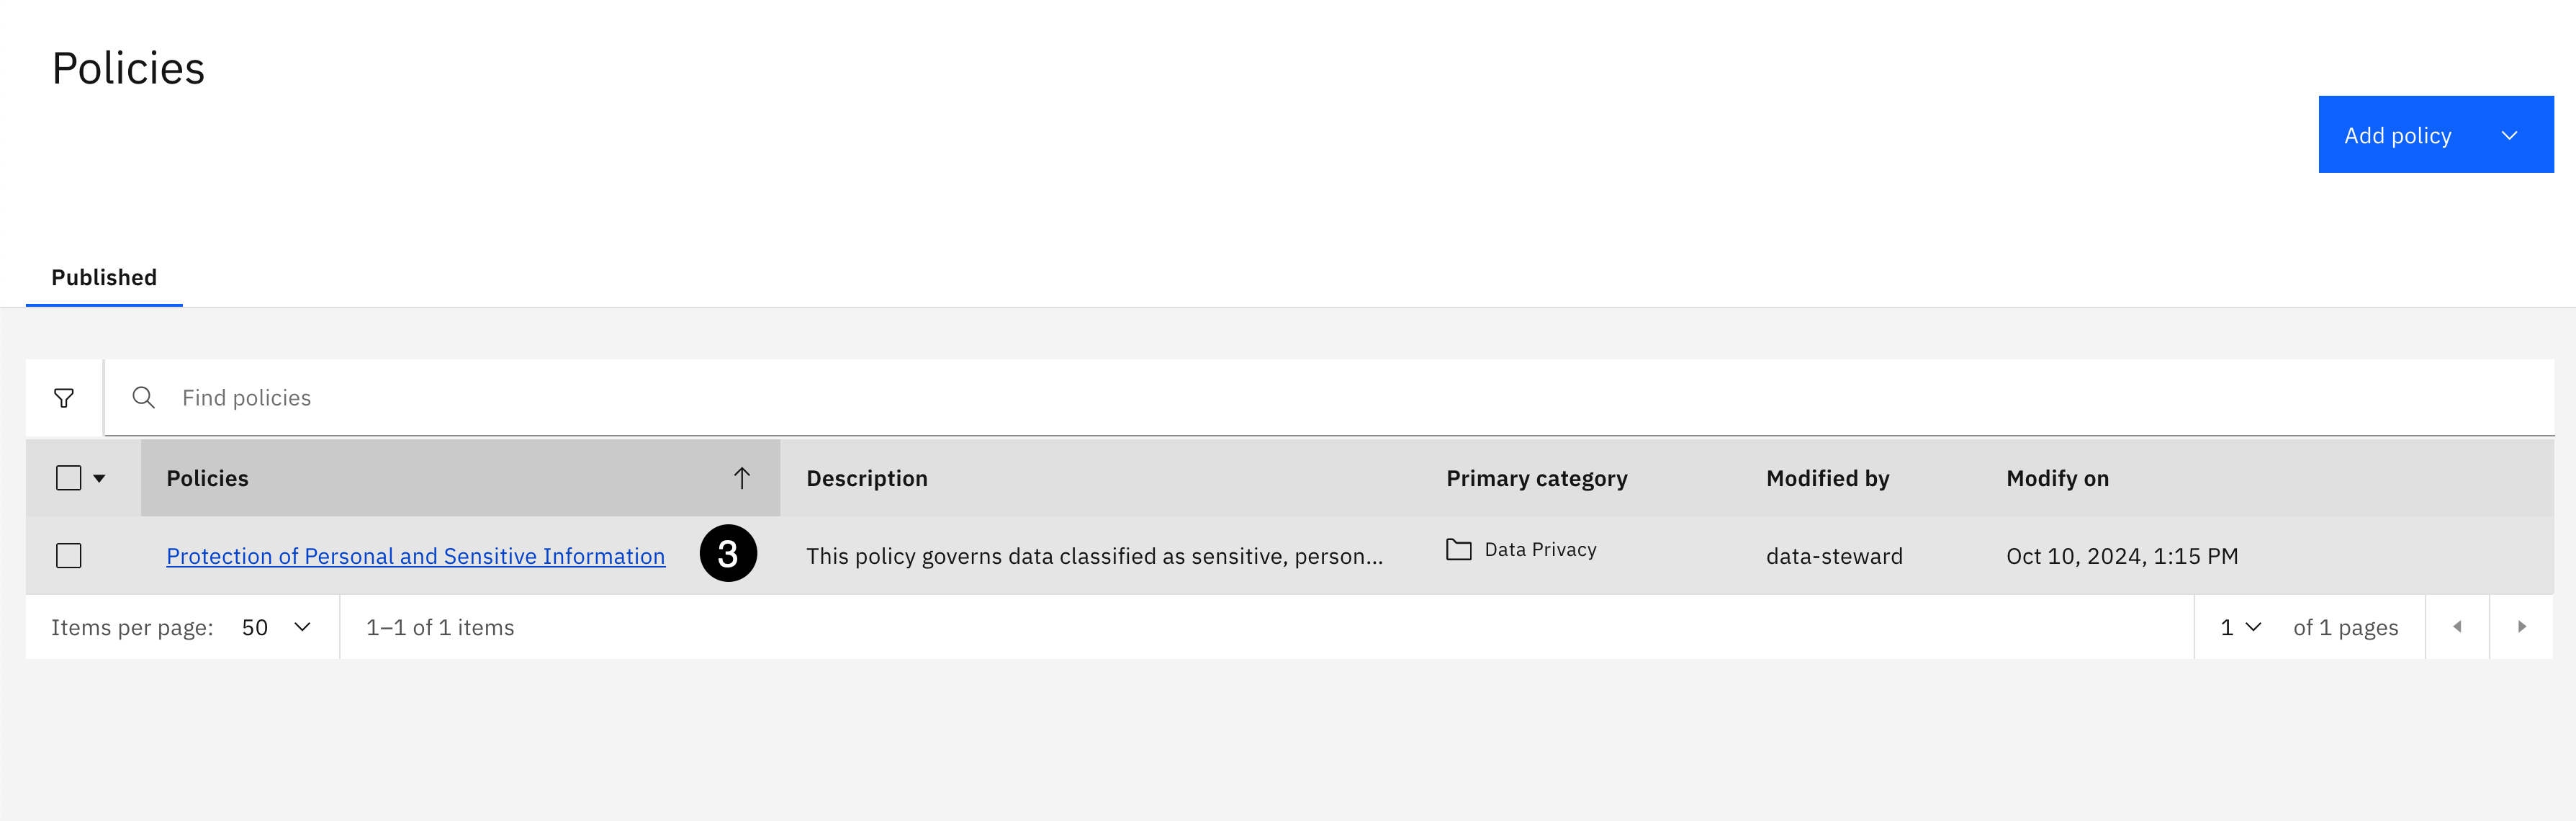 Policies
Add policy
Published
Find policies
Policies Description Primary category Modified by Modify on
Protection of Personal and Sensitive Information 3 This policy governs data classified as sensitive, person... Data Privacy data-steward Oct 10, 2024, 1:15 PM
Items per page: 50 1–1 of 1 items 1 of 1 pages